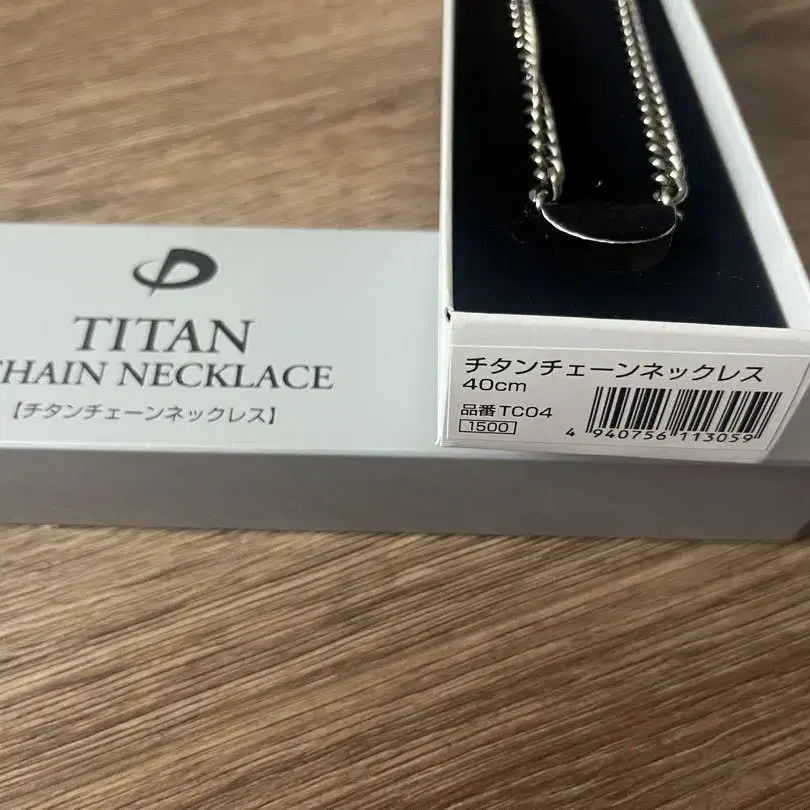 TITAN
CHAIN NECKLACE
【チタンチェーンネックレス】
チタンチェーンネックレス
40cm
品番 TC04
1500
4 940756 113059